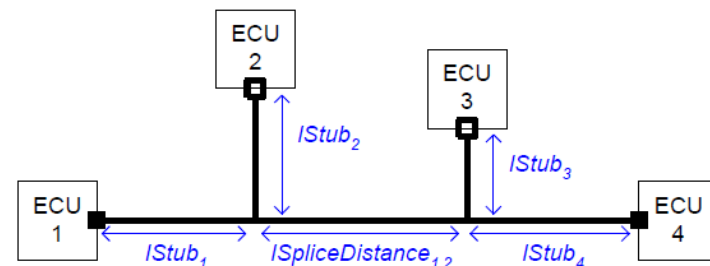 ECU
2
ECU
3
lStub2
lStub3
ECU
1
ECU
4
lStub1
lSpliceDistance1,2
lStub4